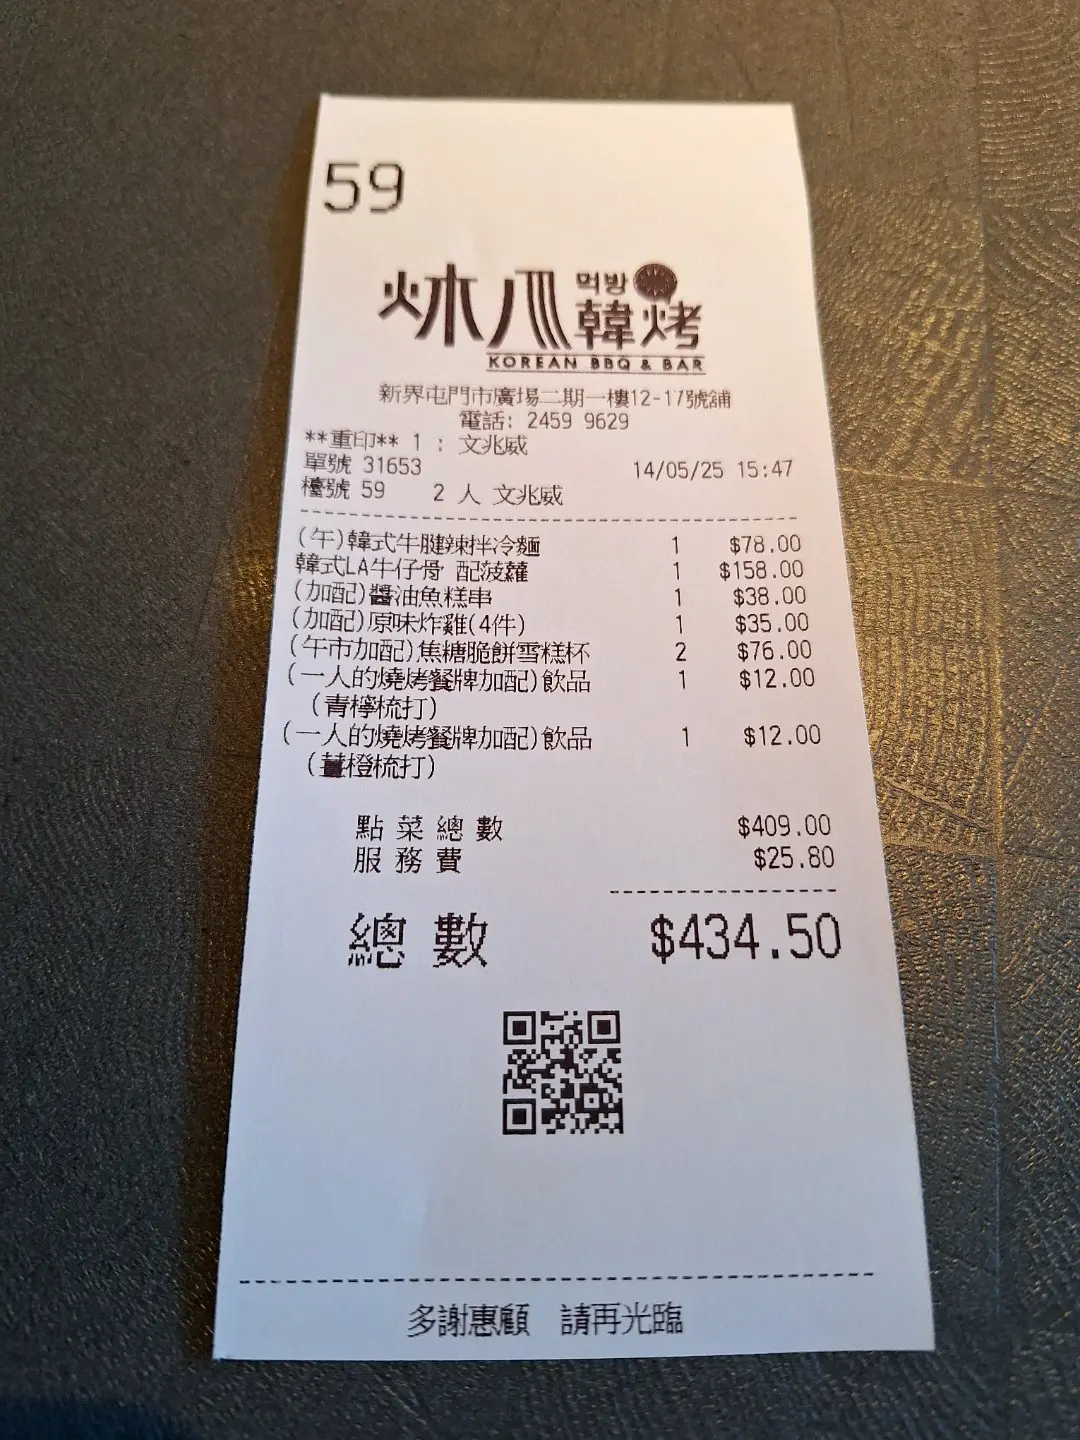 59
炑八爪 먹방
韓烤
KOREAN BBQ & BAR
新界屯門市廣場二期一樓12-17號舖
電話: 2459 9629
**重印** 1 : 文兆威
單號 31653 14/05/25 15:47
檯號 59 2 人 文兆威
(午)韓式牛腱辣拌冷麵 1 $78.00
韓式LA牛仔骨 配菠蘿 1 $158.00
(加配)醬油魚糕串 1 $38.00
(加配)原味炸雞(4件) 1 $35.00
(午市加配)焦糖脆餅雪糕杯 2 $76.00
(一人的燒烤餐牌加配)飲品 1 $12.00
(青檸梳打)
(一人的燒烤餐牌加配)飲品 1 $12.00
(薑橙梳打)
點菜總數 $409.00
服務費 $25.80
總數 $434.50
多謝惠顧 請再光臨